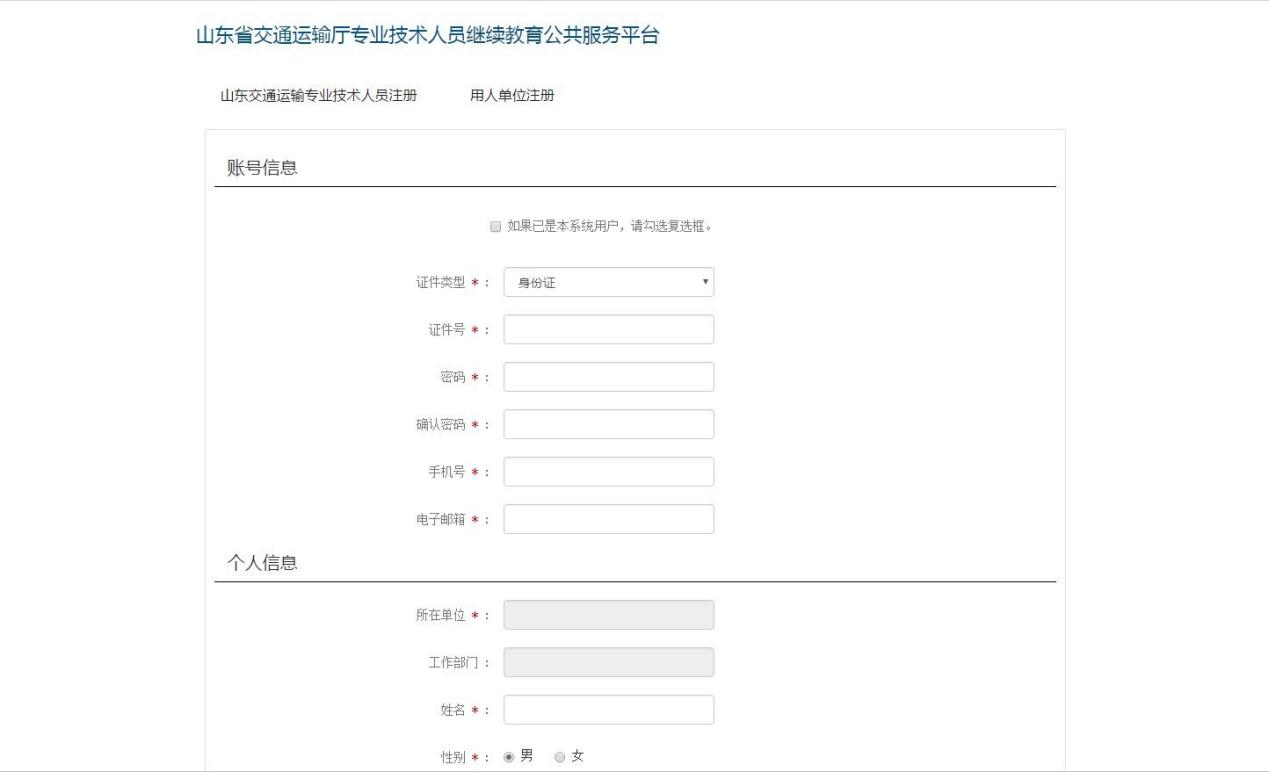 山东省交通运输厅专业技术人员继续教育公共服务平台
山东交通运输专业技术人员注册 用人单位注册
账号信息
如果已是本系统用户，请勾选复选框。
证件类型 * ： 身份证
证件号 * ：
密码 * ：
确认密码 * ：
手机号 * ：
电子邮箱 * ：
个人信息
所在单位 * ：
工作部门 ：
姓名 * ：
性别 * ： 男 女